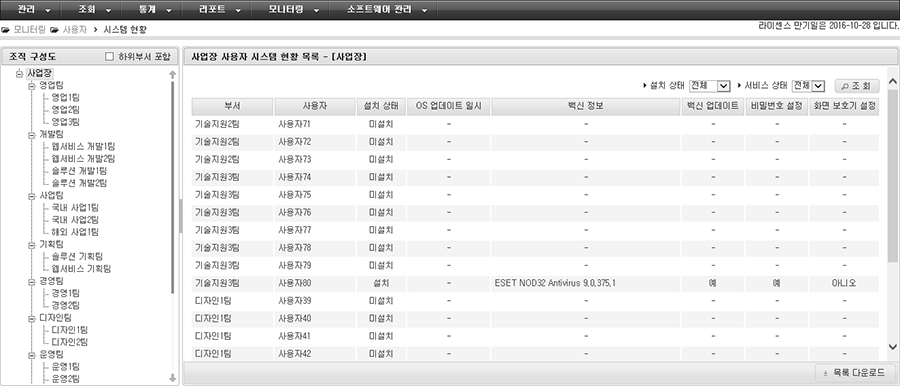 관리 조회 통계 리포트 모니터링 소프트웨어 관리
모니터링 사용자 시스템 현황
라이센스 만기일은 2016-10-28 입니다.
조직 구성도 하위부서 포함
사업장
영업팀
영업1팀
영업2팀
영업3팀
개발팀
웹서비스 개발1팀
웹서비스 개발2팀
솔루션 개발1팀
솔루션 개발2팀
사업팀
국내 사업1팀
국내 사업2팀
해외 사업1팀
기획팀
솔루션 기획팀
웹서비스 기획팀
경영팀
경영1팀
경영2팀
디자인팀
디자인1팀
디자인2팀
운영팀
운영1팀
운영2팀
사업장 사용자 시스템 현황 목록 - [사업장]
설치 상태 전체 서비스 상태 전체 조 회
부서 사용자 설치 상태 OS 업데이트 일시 백신 정보 백신 업데이트 비밀번호 설정 화면 보호기 설정
기술지원2팀 사용자71 미설치 - - - - -
기술지원2팀 사용자72 미설치 - - - - -
기술지원2팀 사용자73 미설치 - - - - -
기술지원3팀 사용자74 미설치 - - - - -
기술지원3팀 사용자75 미설치 - - - - -
기술지원3팀 사용자76 미설치 - - - - -
기술지원3팀 사용자77 미설치 - - - - -
기술지원3팀 사용자78 미설치 - - - - -
기술지원3팀 사용자79 미설치 - - - - -
기술지원3팀 사용자80 설치 - ESET NOD32 Antivirus 9,0,375,1 예 예 아니오
디자인1팀 사용자39 미설치 - - - - -
디자인1팀 사용자40 미설치 - - - - -
디자인1팀 사용자41 미설치 - - - - -
디자인1팀 사용자42 미설치 - - - - -
목록 다운로드